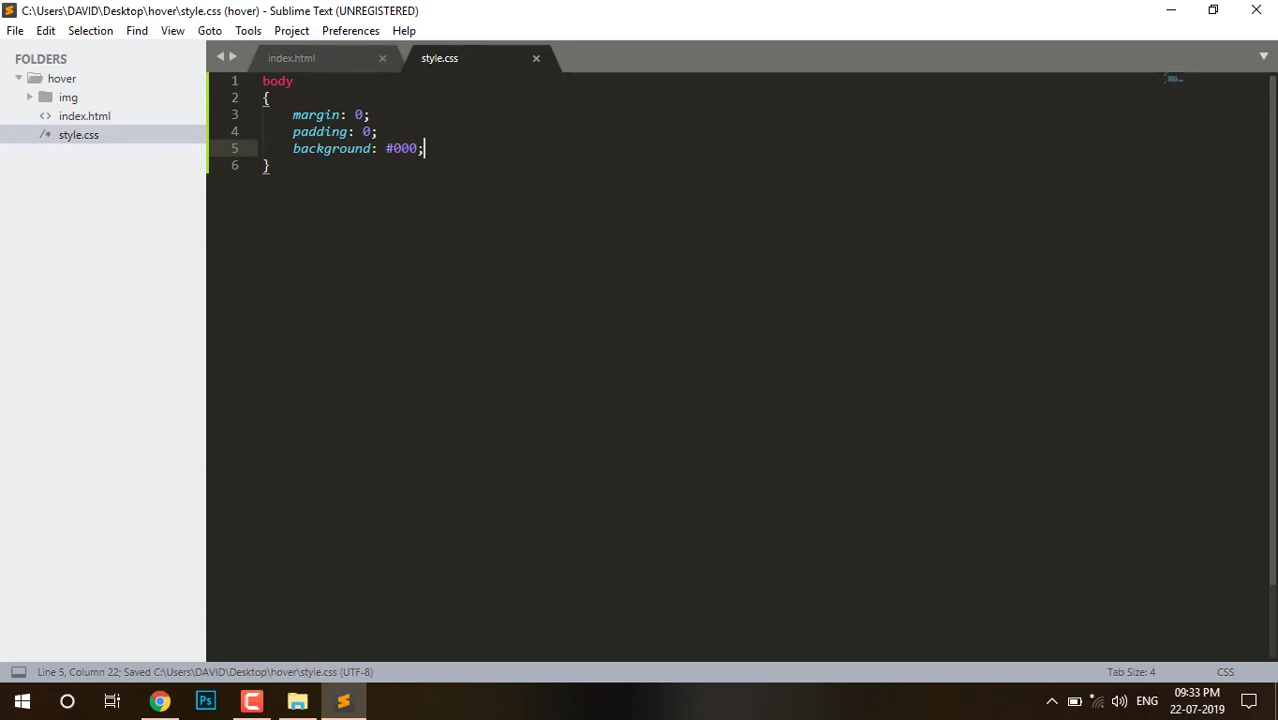 C:\Users\DAVID\Desktop\hover\style.css (hover) - Sublime Text (UNREGISTERED)
File Edit Selection Find View Goto Tools Project Preferences Help
FOLDERS
hover
img
<> index.html
/* style.css
index.html × style.css ×
1 body
2 {
3 margin: 0;
4 padding: 0;
5 background: #000;
6 }
Line 5, Column 22; Saved C:\Users\DAVID\Desktop\hover\style.css (UTF-8) Tab Size: 4 CSS
Ps ENG 09:33 PM
22-07-2019